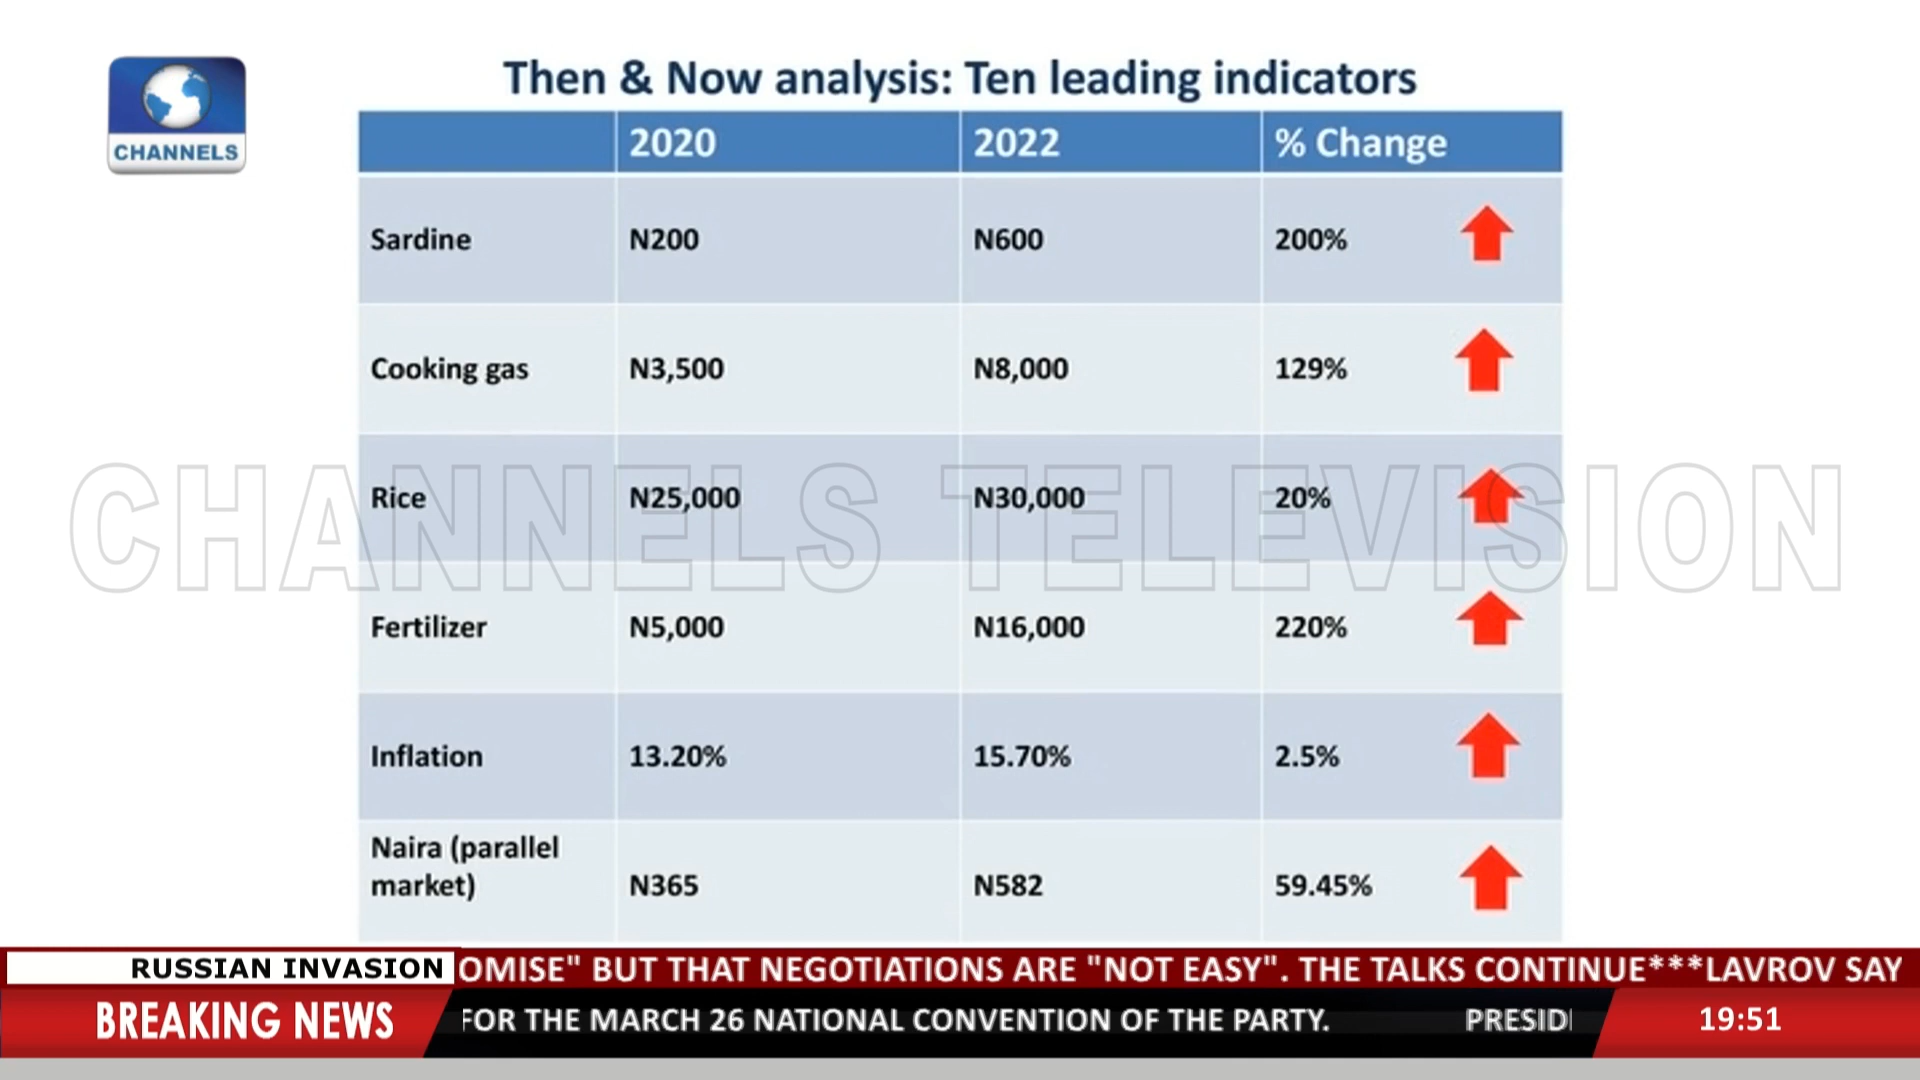 CHANNELS
Then & Now analysis: Ten leading indicators
2020 2022 % Change
Sardine N200 N600 200%
Cooking gas N3,500 N8,000 129%
Rice N25,000 N30,000 20%
CHANNELS TELEVISION
Fertilizer N5,000 N16,000 220%
Inflation 13.20% 15.70% 2.5%
Naira (parallel
market) N365 N582 59.45%
RUSSIAN INVASION OMISE" BUT THAT NEGOTIATIONS ARE "NOT EASY". THE TALKS CONTINUE***LAVROV SAY
BREAKING NEWS FOR THE MARCH 26 NATIONAL CONVENTION OF THE PARTY. PRESID 19:51